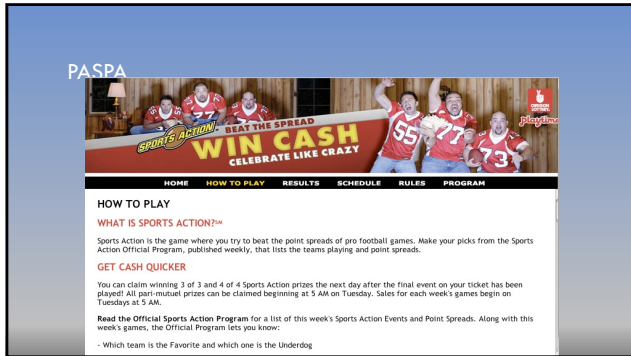 PASPA
SPORTS ACTION
BEAT THE SPREAD
WIN CASH
CELEBRATE LIKE CRAZY
55
77
73
OREGON
LOTTERY
playtime
HOME HOW TO PLAY RESULTS SCHEDULE RULES PROGRAM
HOW TO PLAY
WHAT IS SPORTS ACTION?℠
Sports Action is the game where you try to beat the point spreads of pro football games. Make your picks from the Sports
Action Official Program, published weekly, that lists the teams playing and point spreads.
GET CASH QUICKER
You can claim winning 3 of 3 and 4 of 4 Sports Action prizes the next day after the final event on your ticket has been
played! All pari-mutuel prizes can be claimed beginning at 5 AM on Tuesday. Sales for each week's games begin on
Tuesdays at 5 AM.
Read the Official Sports Action Program for a list of this week's Sports Action Events and Point Spreads. Along with this
week's games, the Official Program lets you know:
- Which team is the Favorite and which one is the Underdog